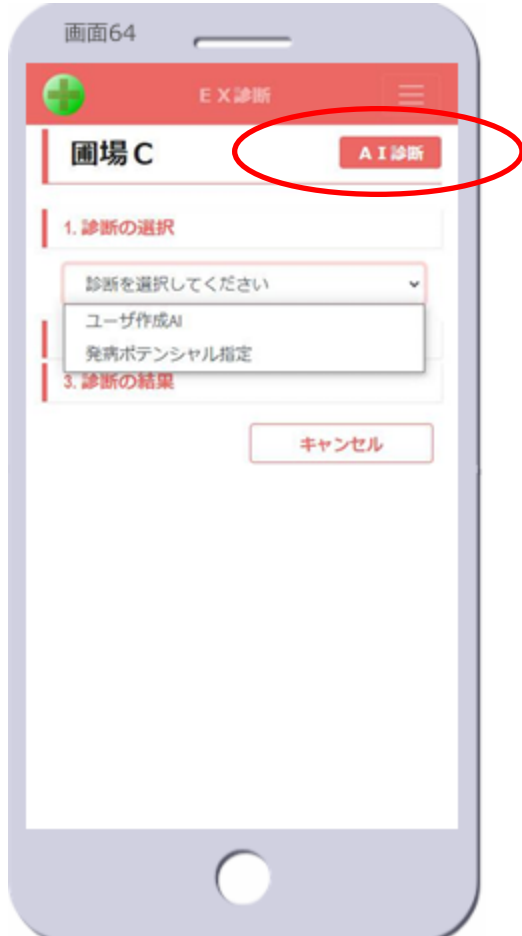 画面64
EX診断
圃場C
AI診断
1. 診断の選択
診断を選択してください
ユーザ作成AI
発病ポテンシャル指定
3. 診断の結果
キャンセル